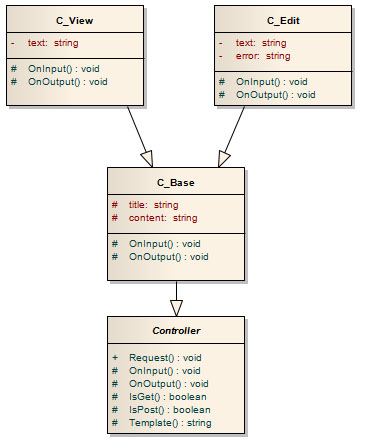 C_View
- text: string
# OnInput() : void
# OnOutput() : void
C_Edit
- text: string
- error: string
# OnInput() : void
# OnOutput() : void
C_Base
# title: string
# content: string
# OnInput() : void
# OnOutput() : void
Controller
+ Request() : void
# OnInput() : void
# OnOutput() : void
# IsGet() : boolean
# IsPost() : boolean
# Template() : string